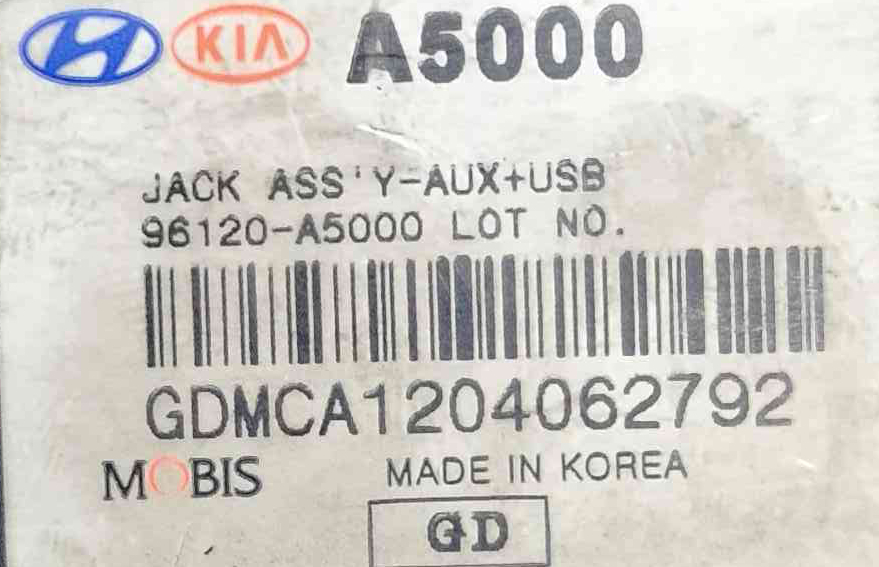 KIA A5000
JACK ASS'Y-AUX+USB
96120-A5000 LOT NO.
GDMCA1204062792
MOBIS MADE IN KOREA
GD